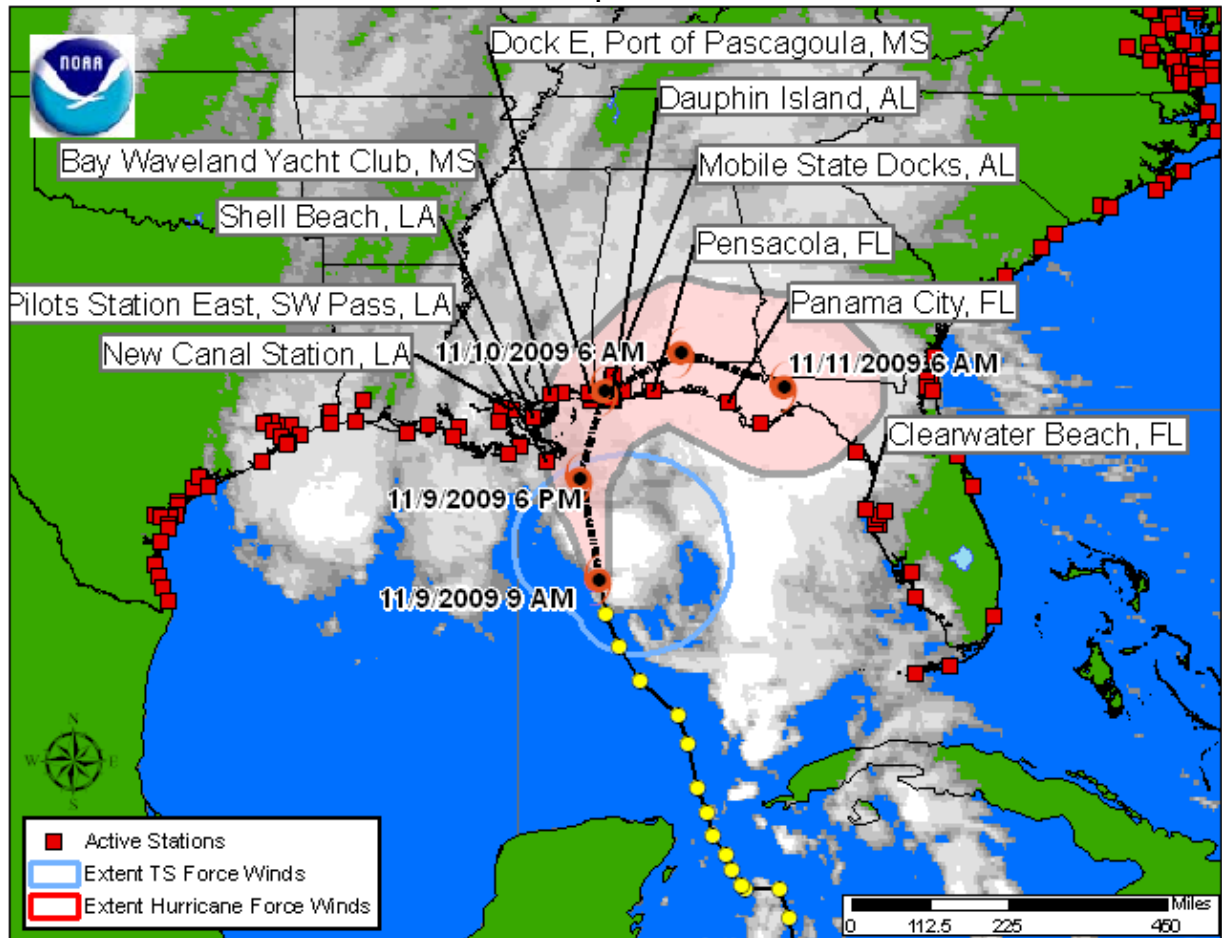 NOAA
Dock E, Port of Pascagoula, MS
Dauphin Island, AL
Bay Waveland Yacht Club, MS
Mobile State Docks, AL
Shell Beach, LA
Pensacola, FL
Pilots Station East, SW Pass, LA
Panama City, FL
New Canal Station, LA
11/10/2009 6 AM
11/11/2009 6 AM
Clearwater Beach, FL
11/9/2009 6 PM
11/9/2009 9 AM
N
W
E
S
Active Stations
Extent TS Force Winds
Extent Hurricane Force Winds
Miles
0 112.5 225 450